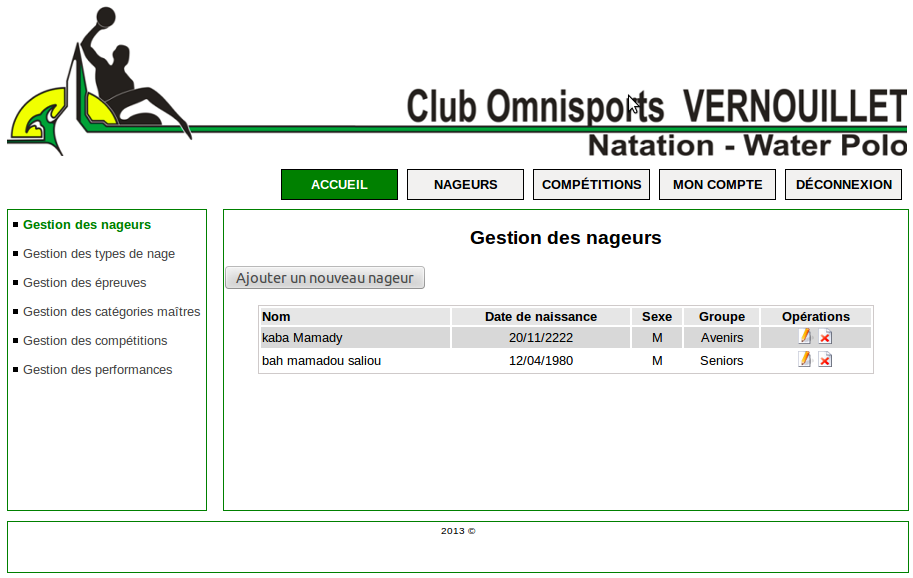 Club Omnisports VERNOUILLET
Natation - Water Polo
ACCUEIL NAGEURS COMPÉTITIONS MON COMPTE DÉCONNEXION
Gestion des nageurs
Gestion des types de nage
Gestion des épreuves
Gestion des catégories maîtres
Gestion des compétitions
Gestion des performances
Gestion des nageurs
Ajouter un nouveau nageur
Nom Date de naissance Sexe Groupe Opérations
kaba Mamady 20/11/2222 M Avenirs
bah mamadou saliou 12/04/1980 M Seniors
2013 ©